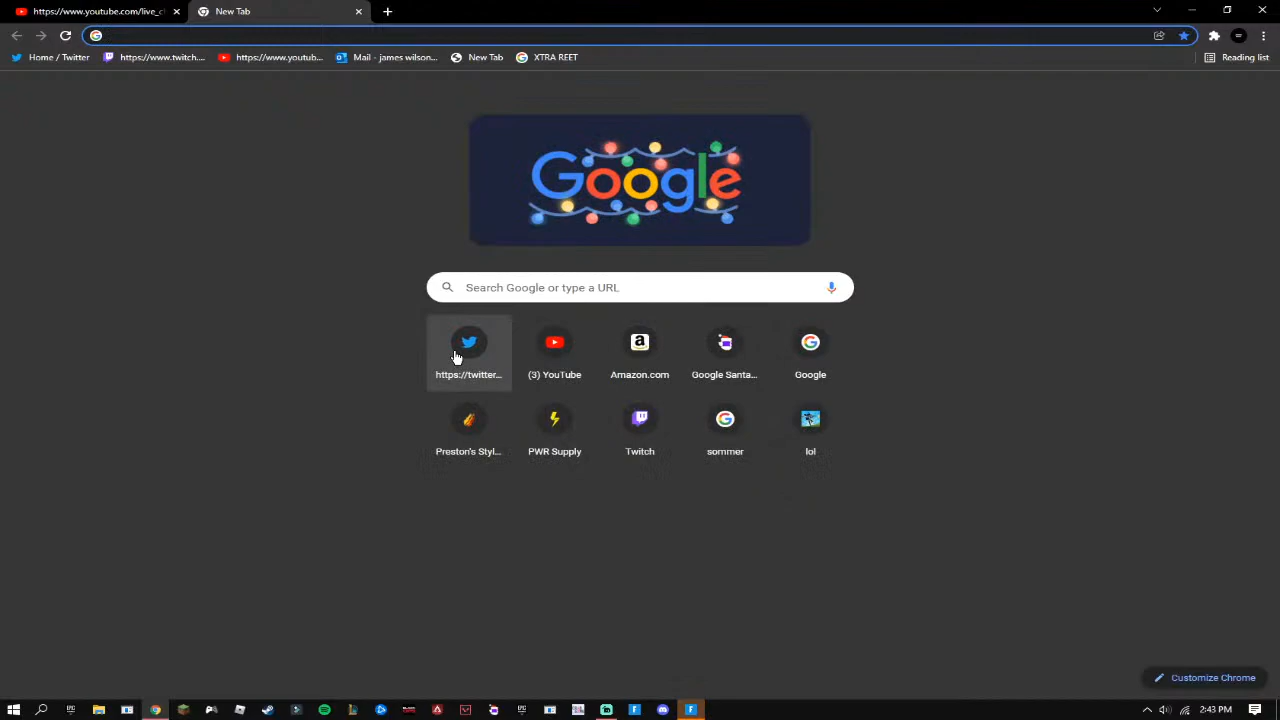 https://www.youtube.com/live_c
New Tab
Home / Twitter
https://www.twitch....
https://www.youtub...
Mail - james wilson...
New Tab
XTRA REET
Reading list
Google
Search Google or type a URL
https://twitter...
(3) YouTube
Amazon.com
Google Santa...
Google
Preston's Styl...
PWR Supply
Twitch
sommer
lol
Customize Chrome
2:43 PM